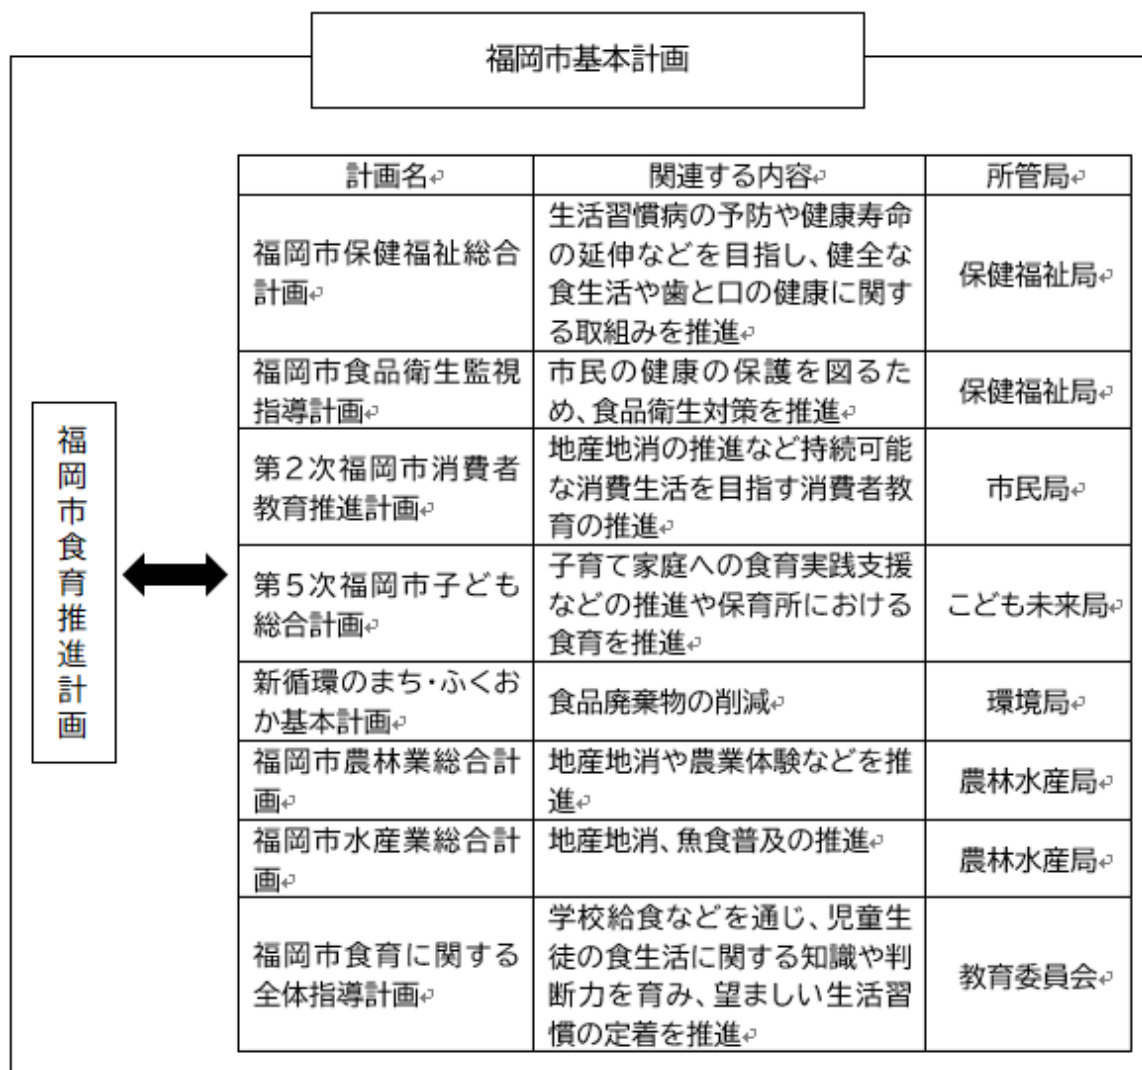 福岡市基本計画
福岡市食育推進計画
計画名 関連する内容 所管局
福岡市保健福祉総合
計画
生活習慣病の予防や健康寿命
の延伸などを目指し、健全な
食生活や歯と口の健康に関す
る取組みを推進
保健福祉局
福岡市食品衛生監視
指導計画
市民の健康の保護を図るた
め、食品衛生対策を推進
保健福祉局
第2次福岡市消費者
教育推進計画
地産地消の推進など持続可能
な消費生活を目指す消費者教
育の推進
市民局
第5次福岡市子ども
総合計画
子育て家庭への食育実践支援
などの推進や保育所における
食育を推進
こども未来局
新循環のまち・ふくお
か基本計画
食品廃棄物の削減
環境局
福岡市農林業総合計
画
地産地消や農業体験などを推
進
農林水産局
福岡市水産業総合計
画
地産地消、魚食普及の推進
農林水産局
福岡市食育に関する
全体指導計画
学校給食などを通じ、児童生
徒の食生活に関する知識や判
断力を育み、望ましい生活習
慣の定着を推進
教育委員会